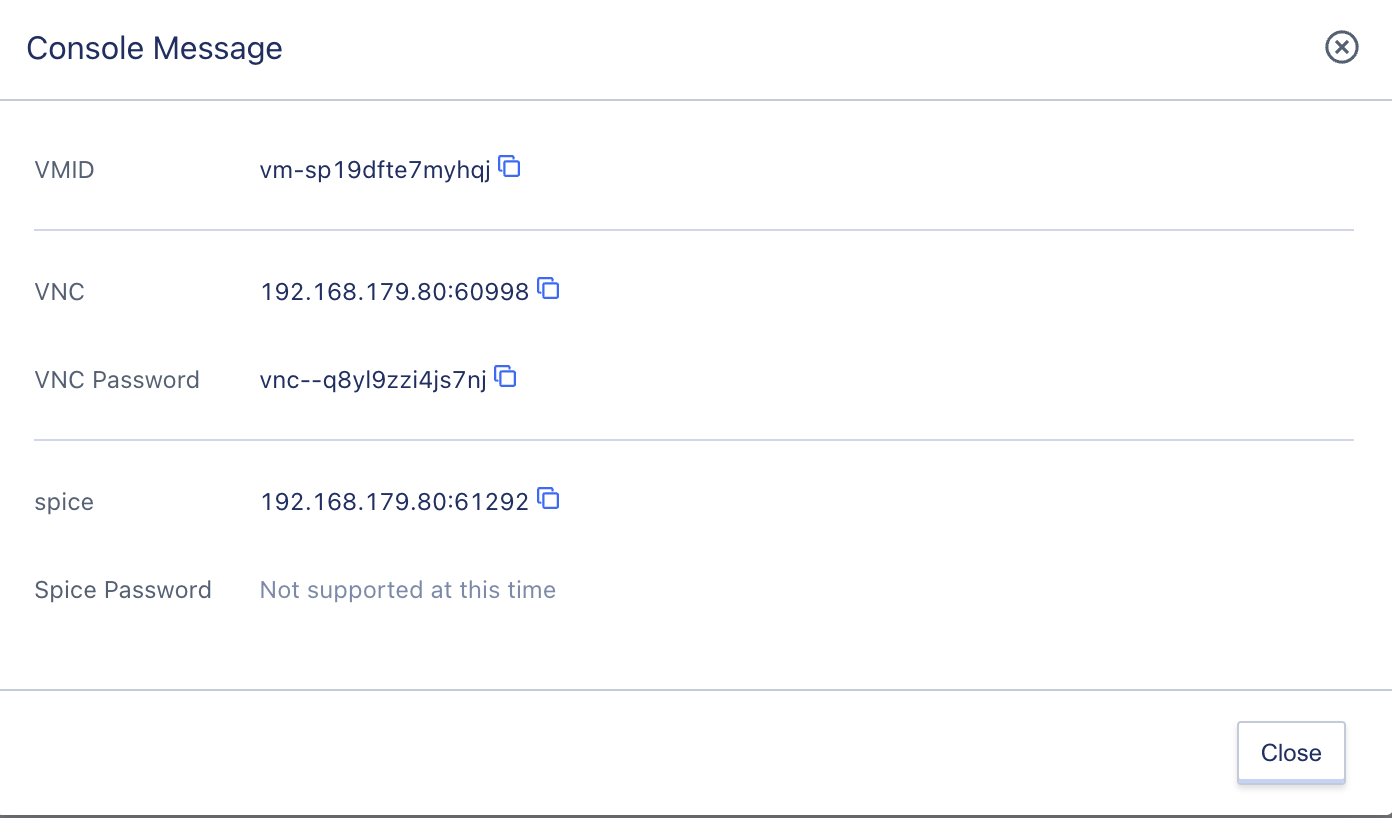 Console Message
VMID vm-sp19dfte7myhqj
VNC 192.168.179.80:60998
VNC Password vnc--q8yl9zzi4js7nj
spice 192.168.179.80:61292
Spice Password Not supported at this time
Close